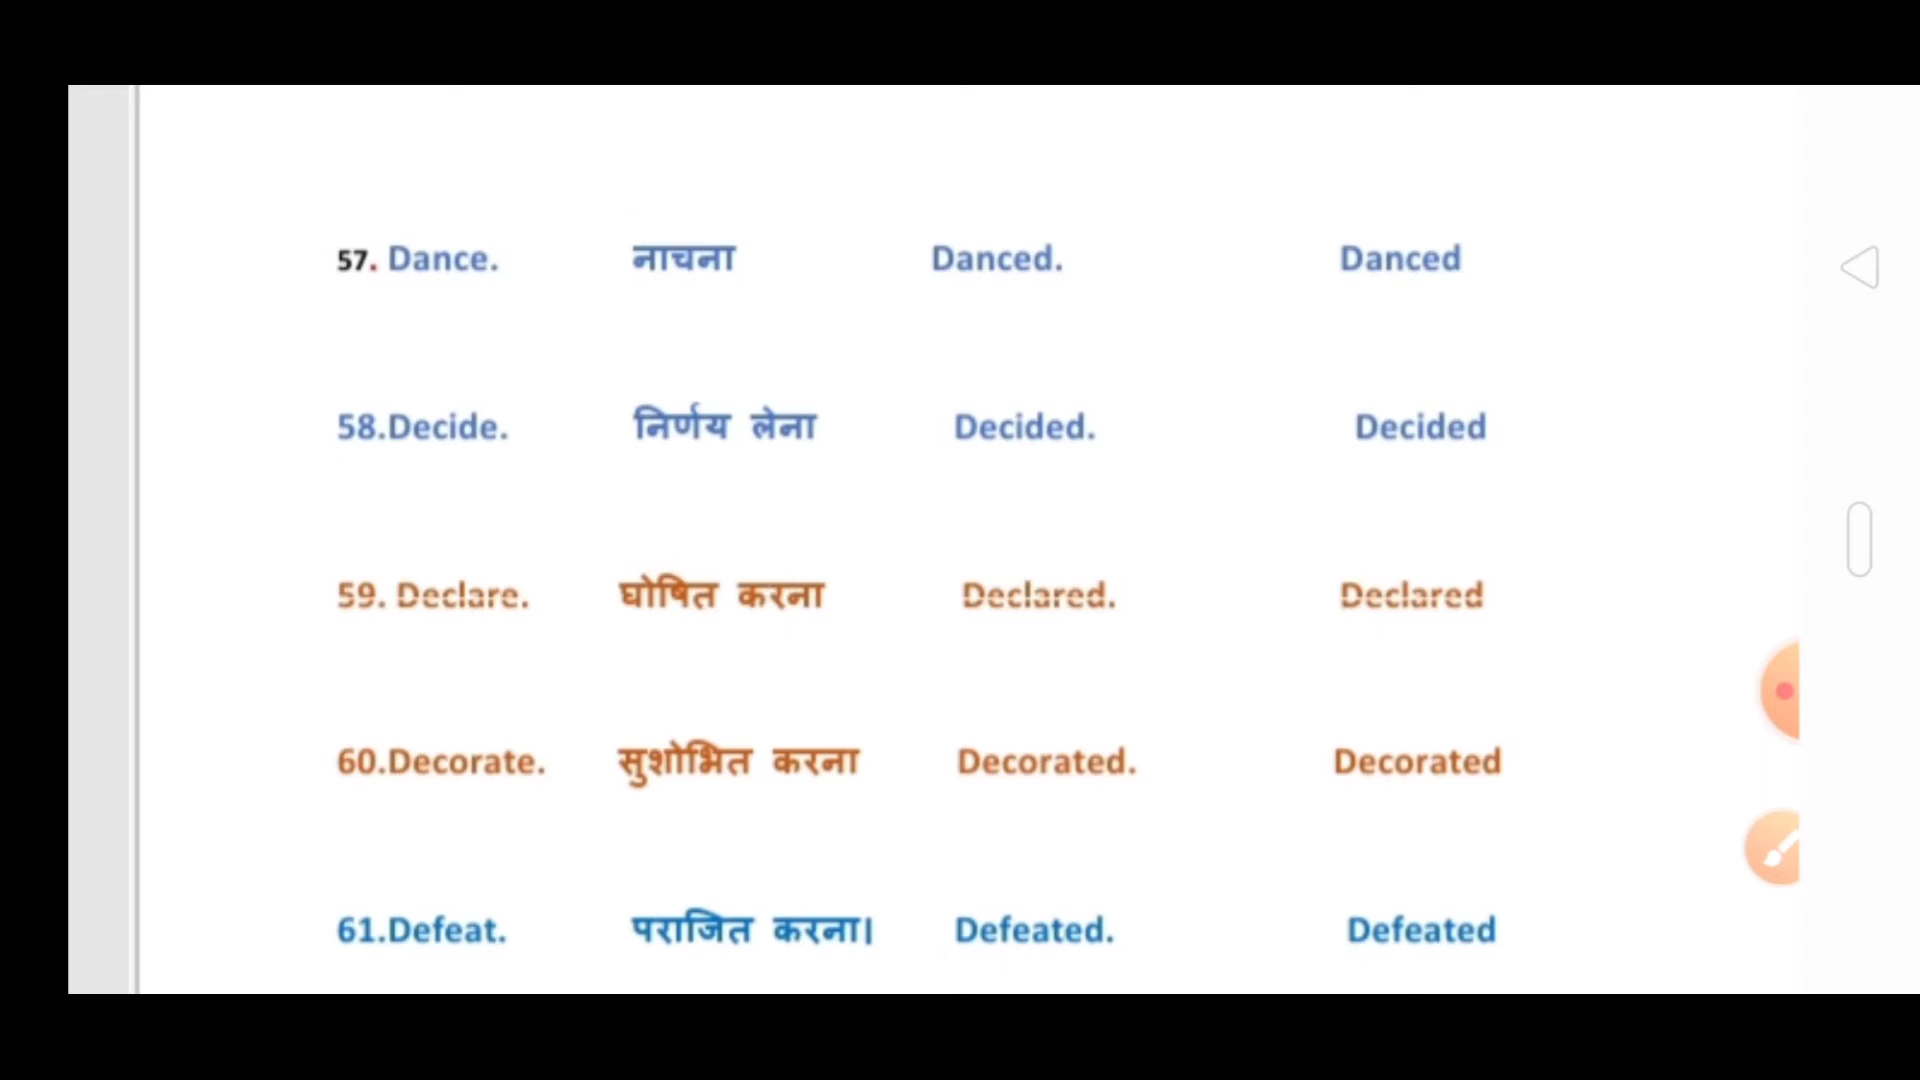 57. Dance. नाचना Danced. Danced
58.Decide. निर्णय लेना Decided. Decided
59. Declare. घोषित करना Declared. Declared
60.Decorate. सुशोभित करना Decorated. Decorated
61.Defeat. पराजित करना। Defeated. Defeated